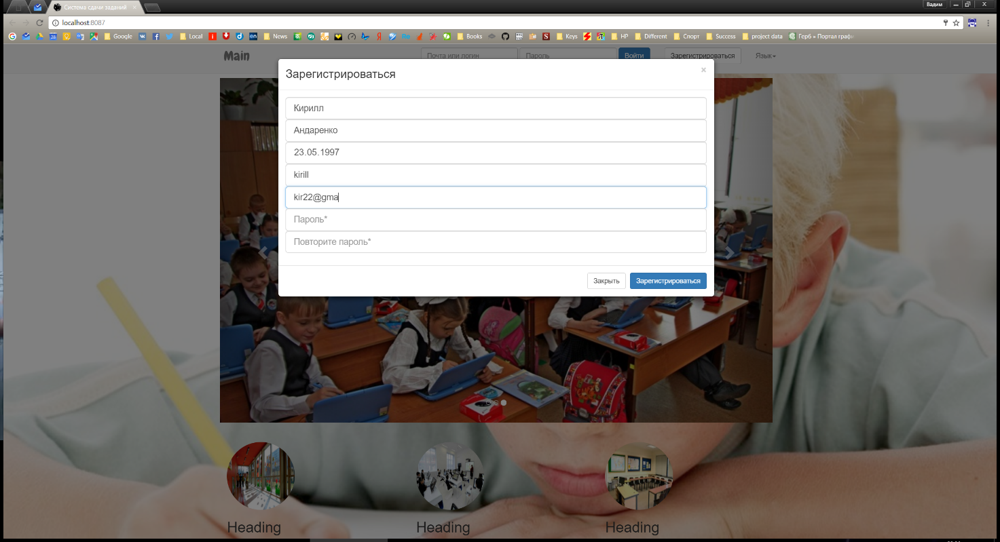 Вадим
Система сдачи заданий
localhost:8087
Google
Local
News
Books
Keys
HP
Different
Спорт
Success
project data
Герб » Портал граф
Main
Почта или логин
Пароль
Войти
Зарегистрироваться
Язык
Зарегистрироваться
×
Кирилл
Андаренко
23.05.1997
kirill
kir22@gma
Пароль*
Повторите пароль*
Закрыть
Зарегистрироваться
Heading
Heading
Heading